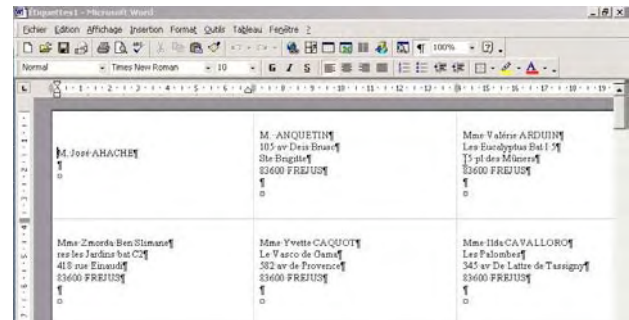 Étiquettes1 - Microsoft Word
Fichier Edition Affichage Insertion Format Outils Tableau Fenêtre ?
100%
Normal Times New Roman 10 G I S
M. José AHACHE¶
¶
M. ANQUETIN¶
105 av Deis Brusc¶
Ste Brigitte¶
83600 FREJUS¶
¶
Mme Valérie ARDUIN¶
Les Eucalyptus Bat I 5¶
75 pl des Mûriers¶
83600 FREJUS¶
¶
Mme Zmorda Ben Slimane¶
res les Jardins bat C2¶
418 rue Einaudi¶
83600 FREJUS¶
¶
Mme Yvette CAQUOT¶
Le Vasco de Gama¶
582 av de Provence¶
83600 FREJUS¶
¶
Mme Ilda CAVALLORO¶
Les Palombes¶
345 av De Lattre de Tassigny¶
83600 FREJUS¶
¶